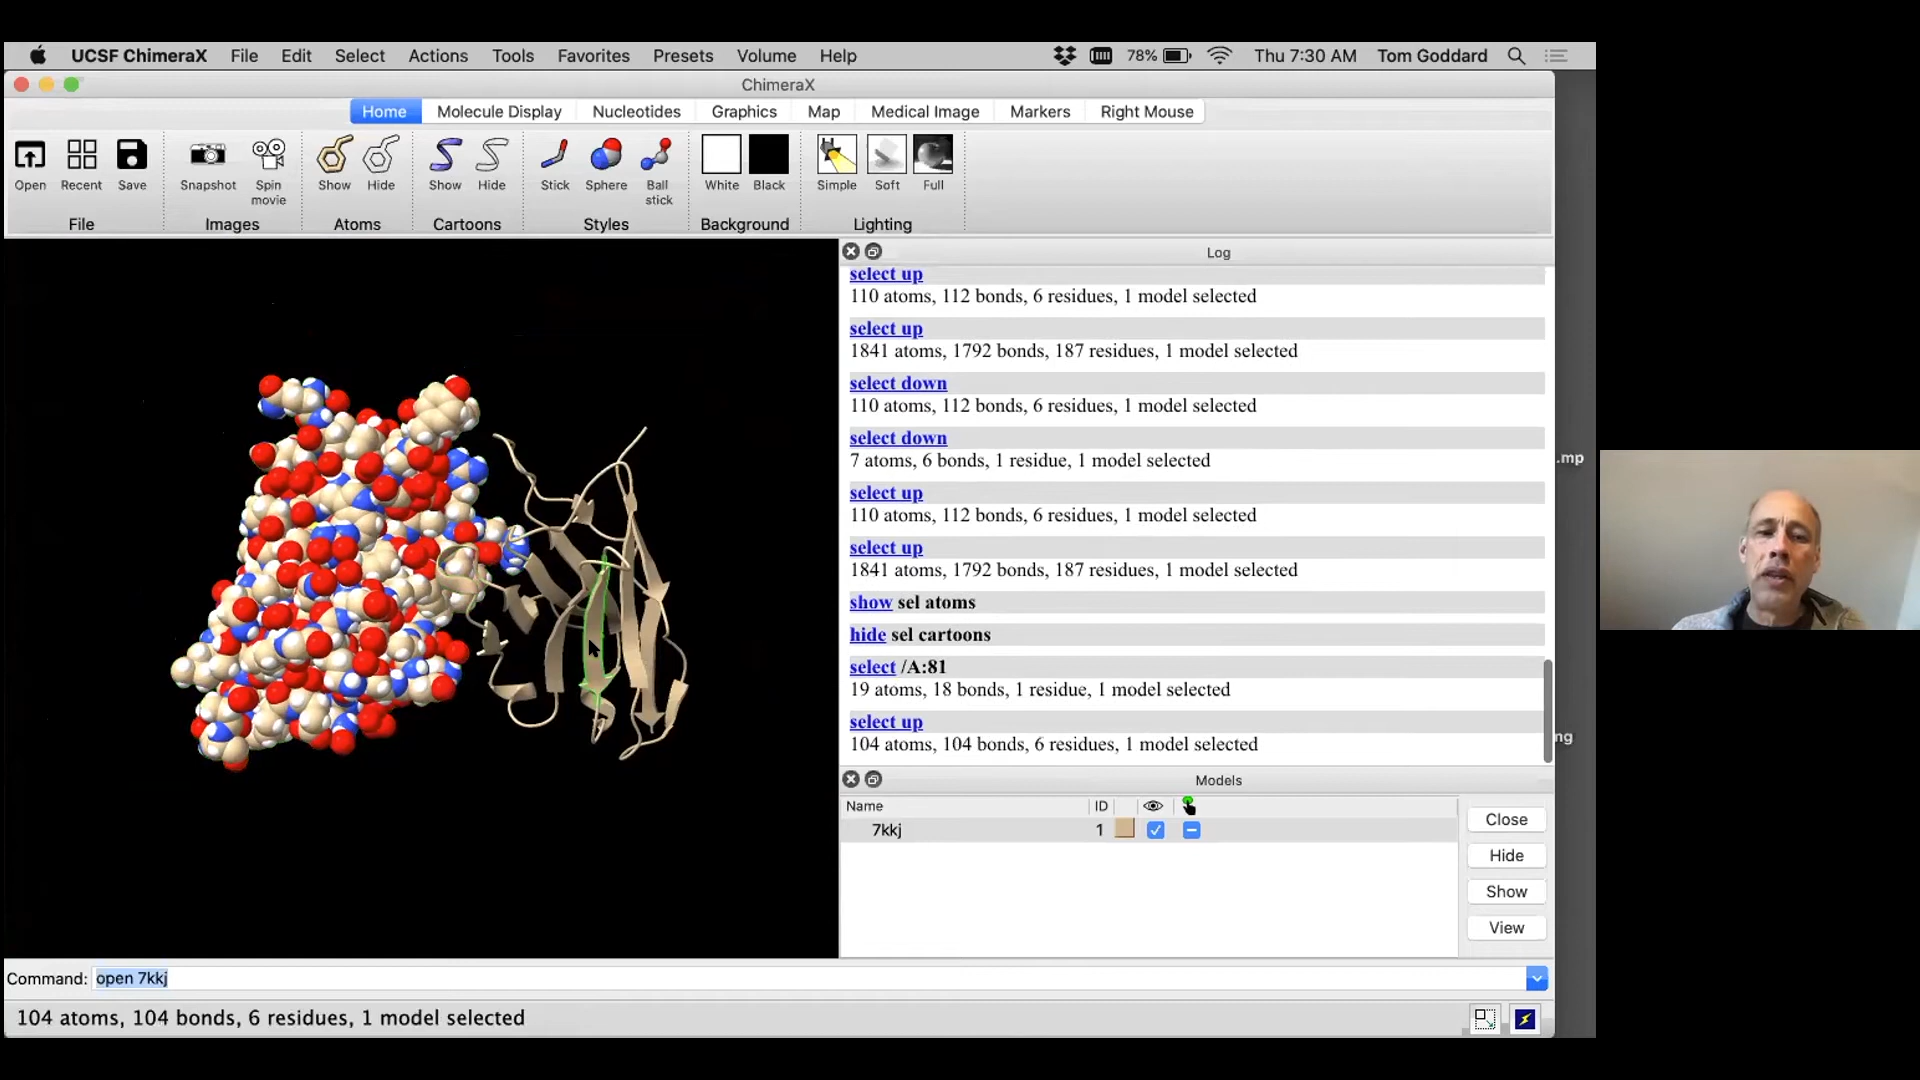 UCSF ChimeraX File Edit Select Actions Tools Favorites Presets Volume Help 78% Thu 7:30 AM Tom Goddard
ChimeraX
Home Molecule Display Nucleotides Graphics Map Medical Image Markers Right Mouse
Open Recent Save Snapshot Spin movie Show Hide Show Hide Stick Sphere Ball stick White Black Simple Soft Full
File Images Atoms Cartoons Styles Background Lighting
Log
select up
110 atoms, 112 bonds, 6 residues, 1 model selected
select up
1841 atoms, 1792 bonds, 187 residues, 1 model selected
select down
110 atoms, 112 bonds, 6 residues, 1 model selected
select down
7 atoms, 6 bonds, 1 residue, 1 model selected
select up
110 atoms, 112 bonds, 6 residues, 1 model selected
select up
1841 atoms, 1792 bonds, 187 residues, 1 model selected
show sel atoms
hide sel cartoons
select /A:81
19 atoms, 18 bonds, 1 residue, 1 model selected
select up
104 atoms, 104 bonds, 6 residues, 1 model selected
.mp
ng
Models
Name ID
7kkj 1
Close
Hide
Show
View
Command: open 7kkj
104 atoms, 104 bonds, 6 residues, 1 model selected